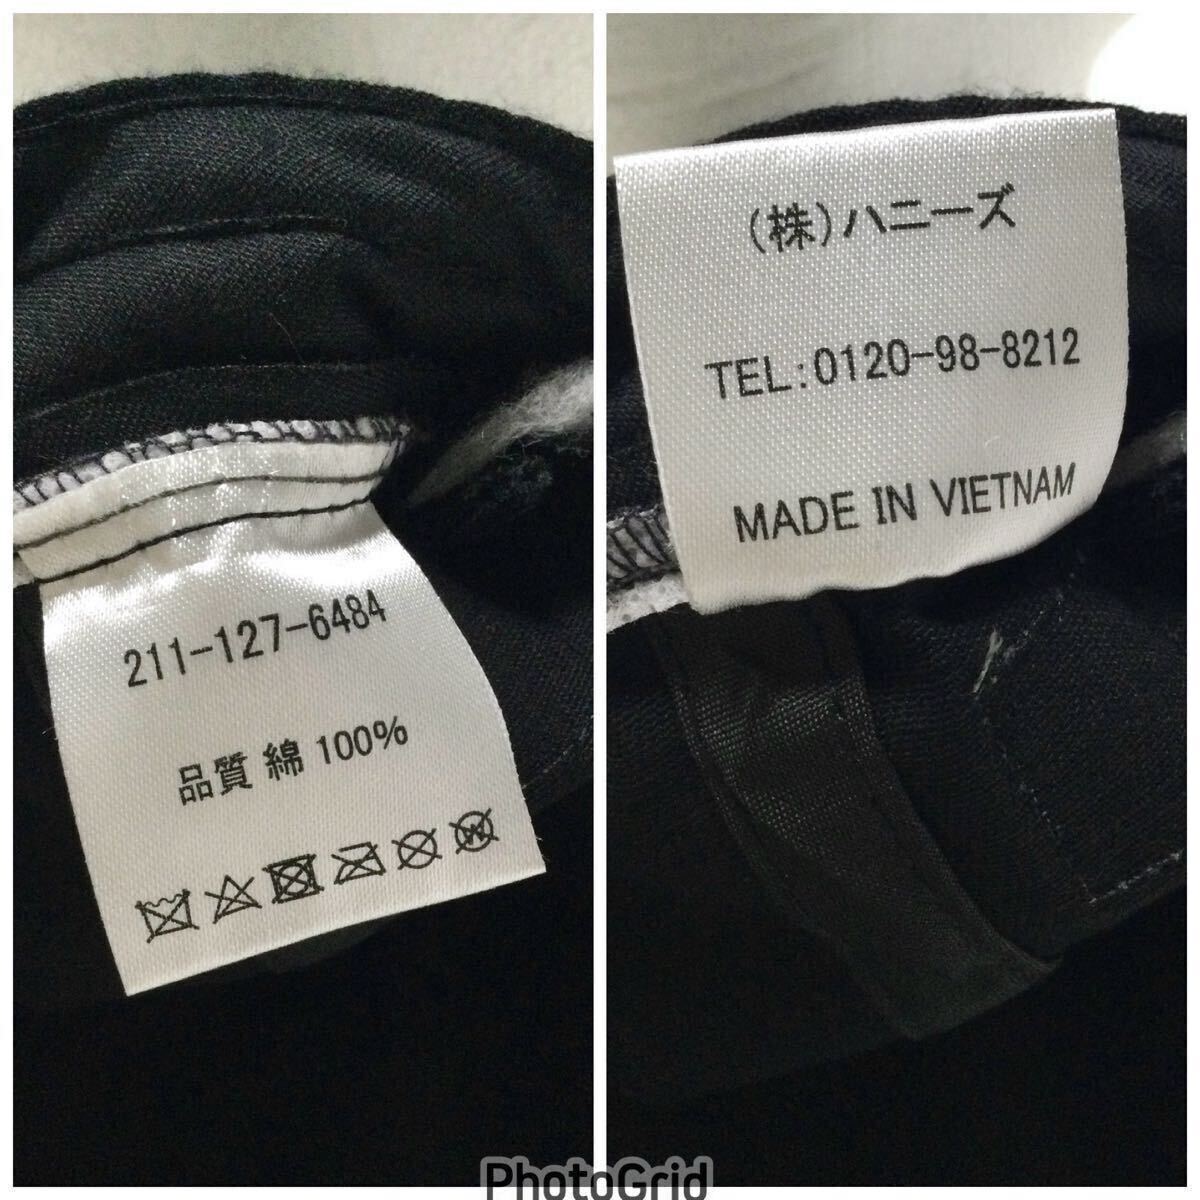 211-127-6484
品質 綿 100%
W
(株)ハニーズ
TEL:0120-98-8212
MADE IN VIETNAM
PhotoGrid